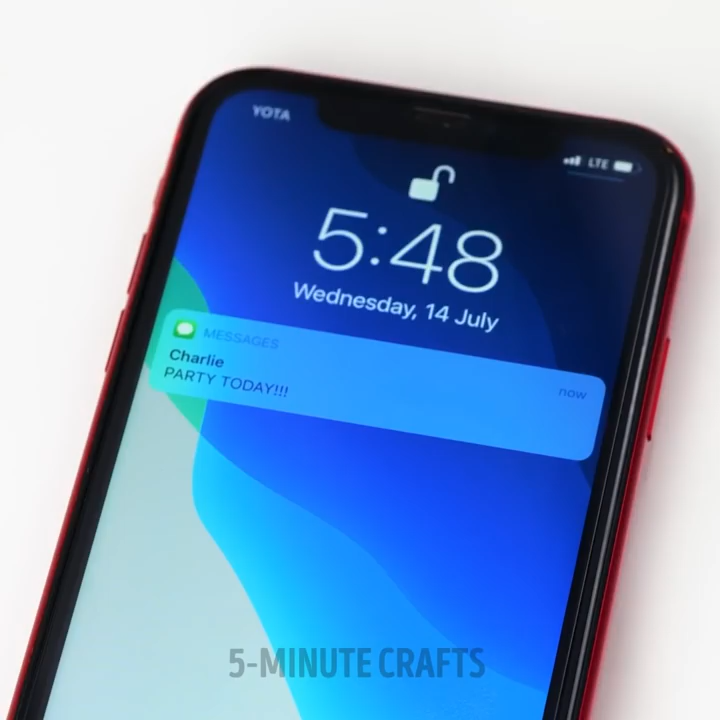 YOTA
LTE
5:48
Wednesday, 14 July
MESSAGES
now
Charlie
PARTY TODAY!!!
5-MINUTE CRAFTS